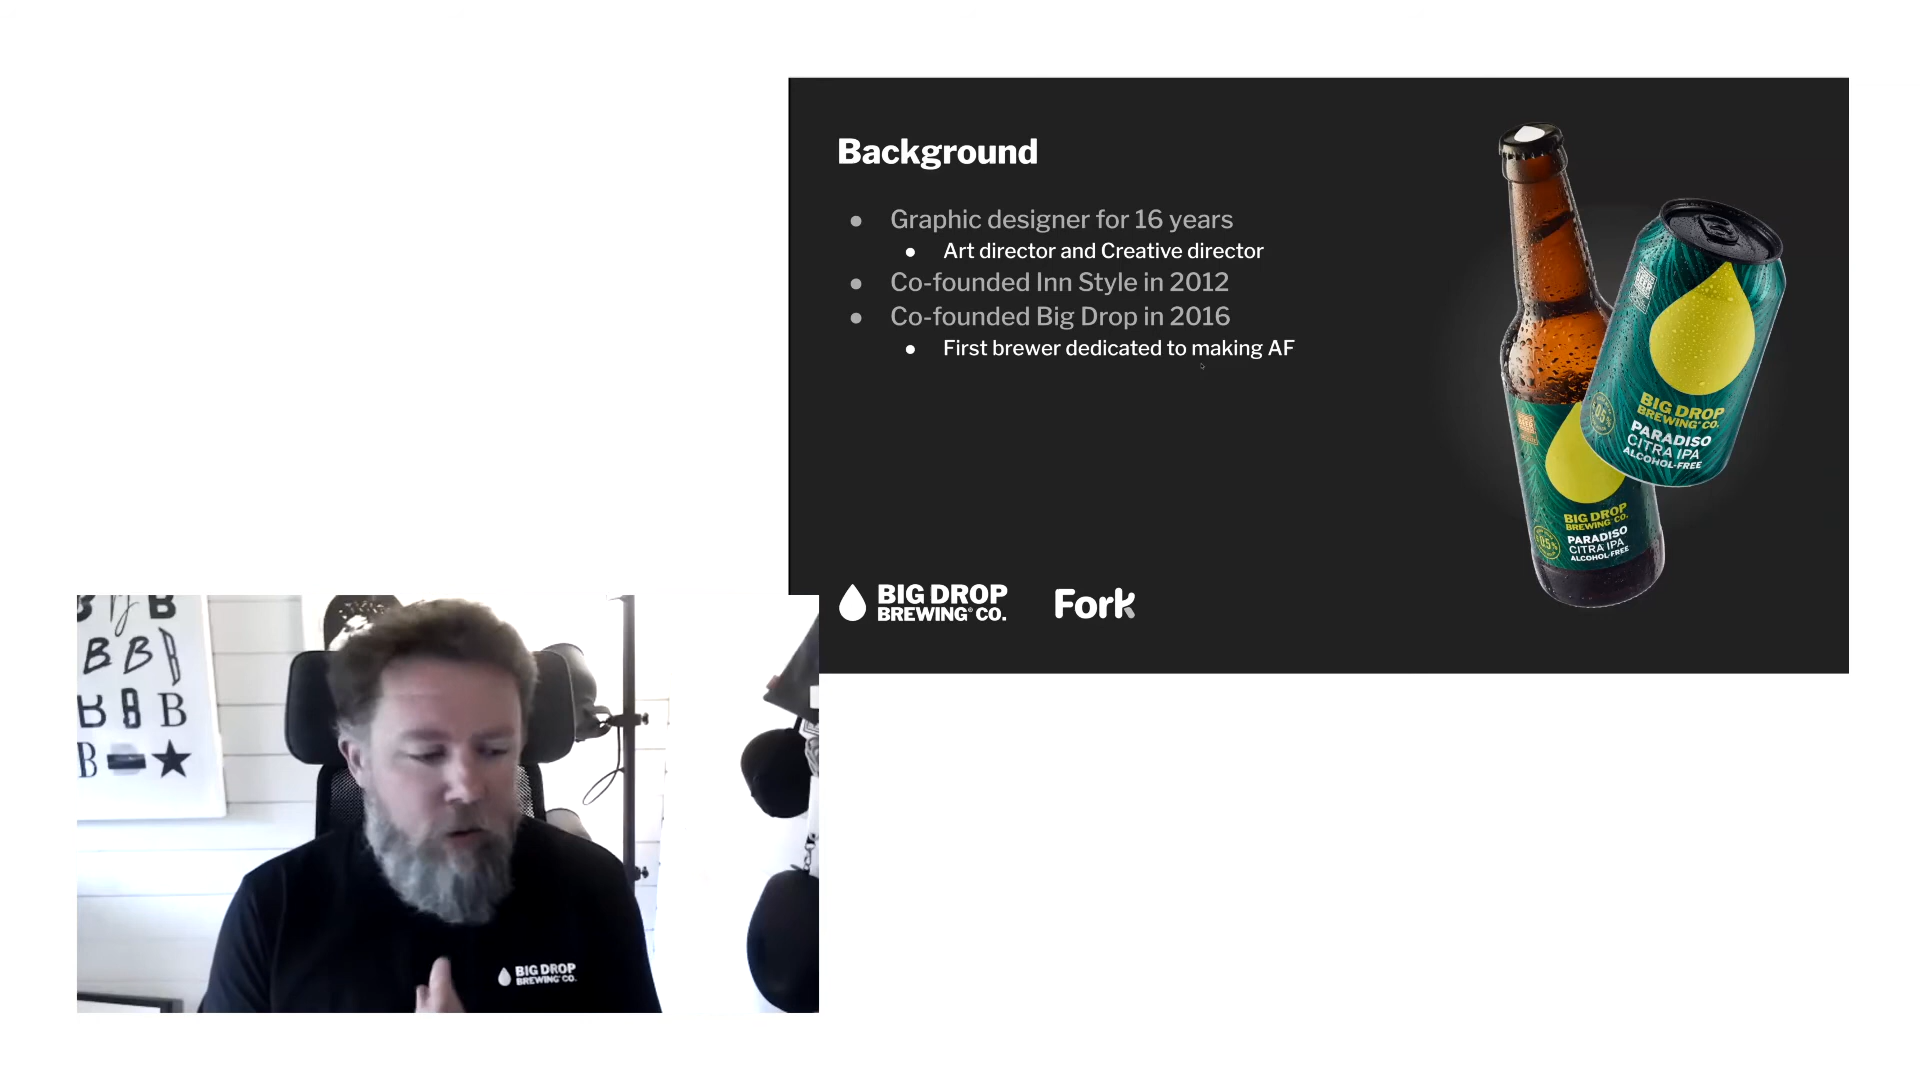 Background
Graphic designer for 16 years
Art director and Creative director
Co-founded Inn Style in 2012
Co-founded Big Drop in 2016
First brewer dedicated to making AF
BIG DROP
BREWING® CO.
PARADISO
CITRA IPA
ALCOHOL-FREE
BIG DROP
BREWING® CO.
PARADISO
CITRA IPA
ALCOHOL-FREE
BIG DROP
BREWING® CO.
Fork
B B
B B
B B
B
BIG DROP
BREWING® CO.